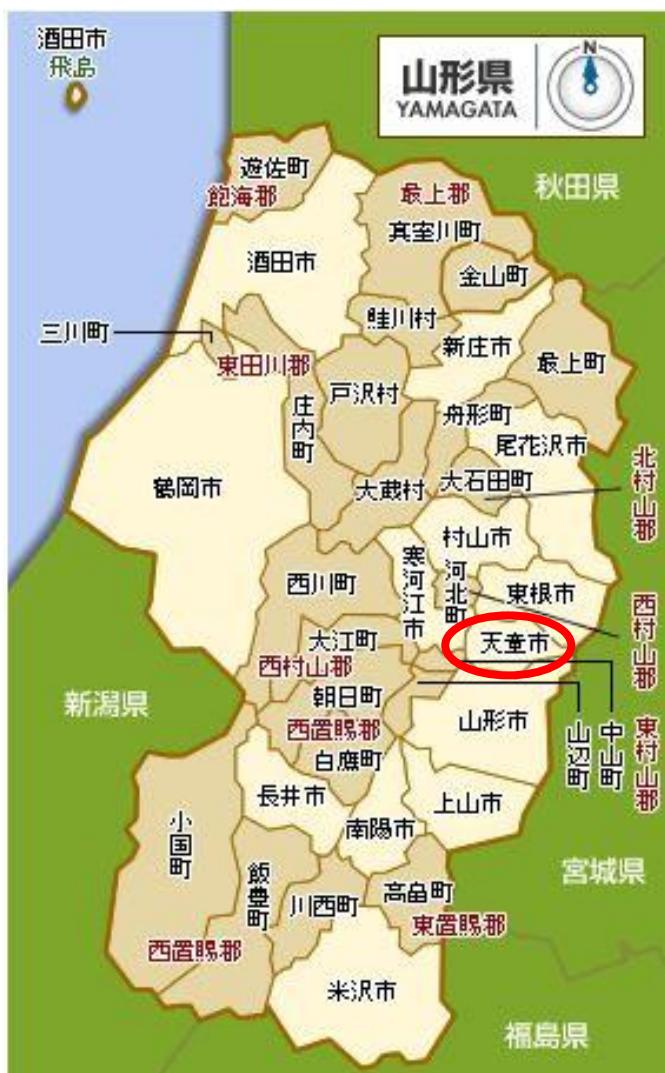 酒田市
飛島
山形県
YAMAGATA
N
遊佐町
飽海郡
最上郡
秋田県
真室川町
酒田市
金山町
鮭川村
三川町
新庄市
東田川郡
最上町
戸沢村
庄内町
舟形町
尾花沢市
大石田町
鶴岡市
大蔵村
北村山郡
村山市
寒河江市
河北町
西川町
東根市
大江町
天童市
西村山郡
西村山郡
朝日町
新潟県
山形市
西置賜郡
山辺町
中山町
東村山郡
白鷹町
長井市
上山市
南陽市
小国町
宮城県
飯豊町
高畠町
川西町
東置賜郡
西置賜郡
米沢市
福島県